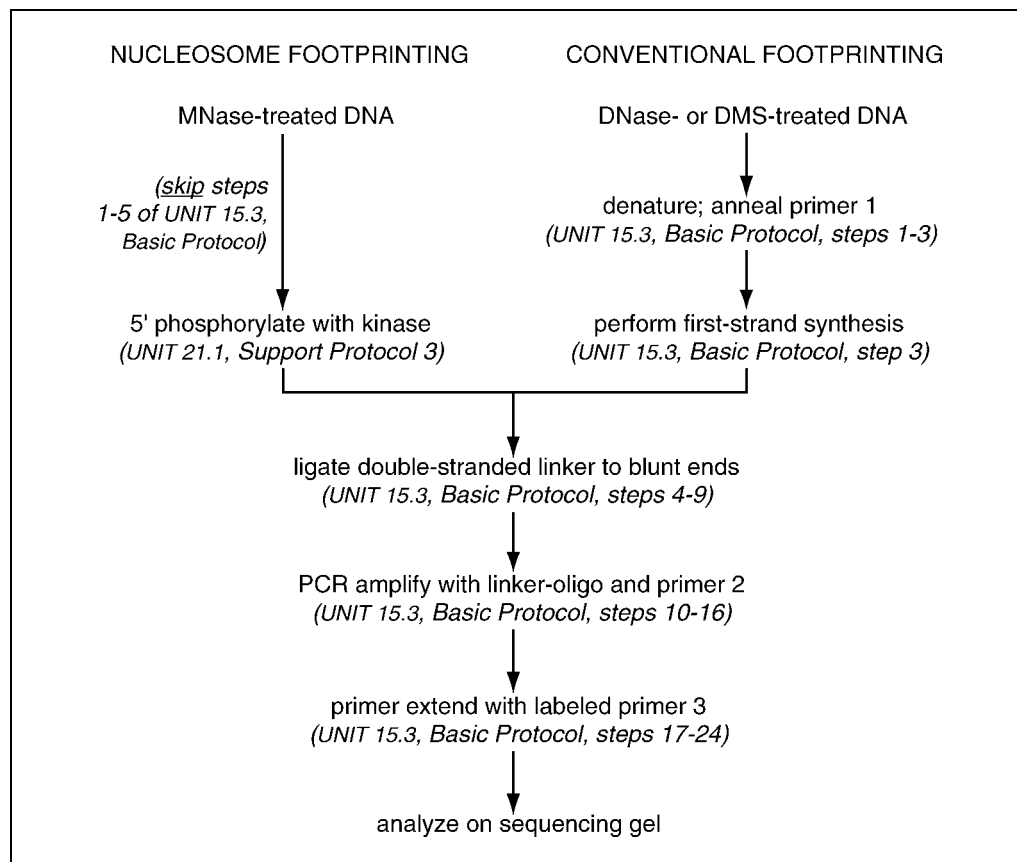 NUCLEOSOME FOOTPRINTING
MNase-treated DNA
(skip steps
1-5 of UNIT 15.3,
Basic Protocol)
5' phosphorylate with kinase
(UNIT 21.1, Support Protocol 3)
CONVENTIONAL FOOTPRINTING
DNase- or DMS-treated DNA
denature; anneal primer 1
(UNIT 15.3, Basic Protocol, steps 1-3)
perform first-strand synthesis
(UNIT 15.3, Basic Protocol, step 3)
ligate double-stranded linker to blunt ends
(UNIT 15.3, Basic Protocol, steps 4-9)
PCR amplify with linker-oligo and primer 2
(UNIT 15.3, Basic Protocol, steps 10-16)
primer extend with labeled primer 3
(UNIT 15.3, Basic Protocol, steps 17-24)
analyze on sequencing gel